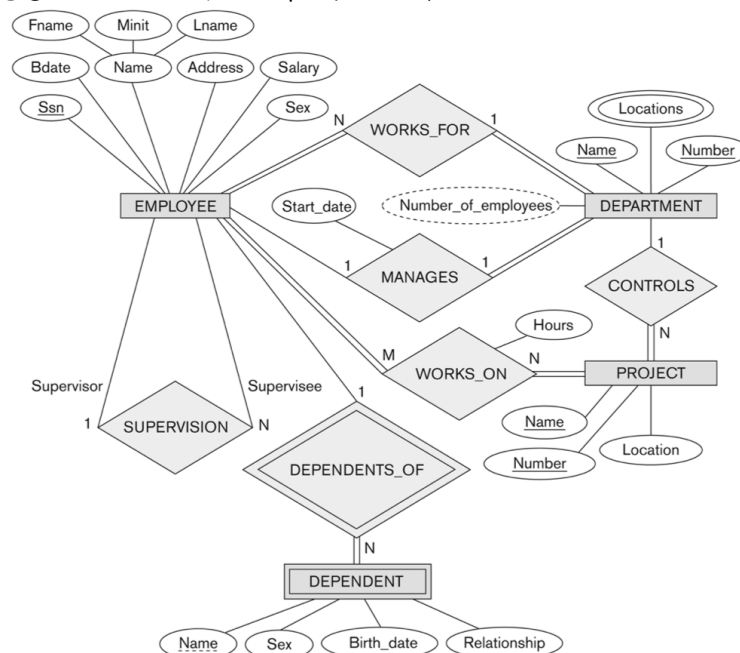 Fname Minit Lname
Bdate Name Address Salary
Ssn Sex
Locations
Name Number
N WORKS_FOR 1
EMPLOYEE Start_date Number_of_employees DEPARTMENT
1 MANAGES 1
1
CONTROLS
N
Hours
M WORKS_ON N PROJECT
Supervisor Supervisee
1 SUPERVISION N
1
Name
Number
Location
DEPENDENTS_OF
N
DEPENDENT
Name Sex Birth_date Relationship